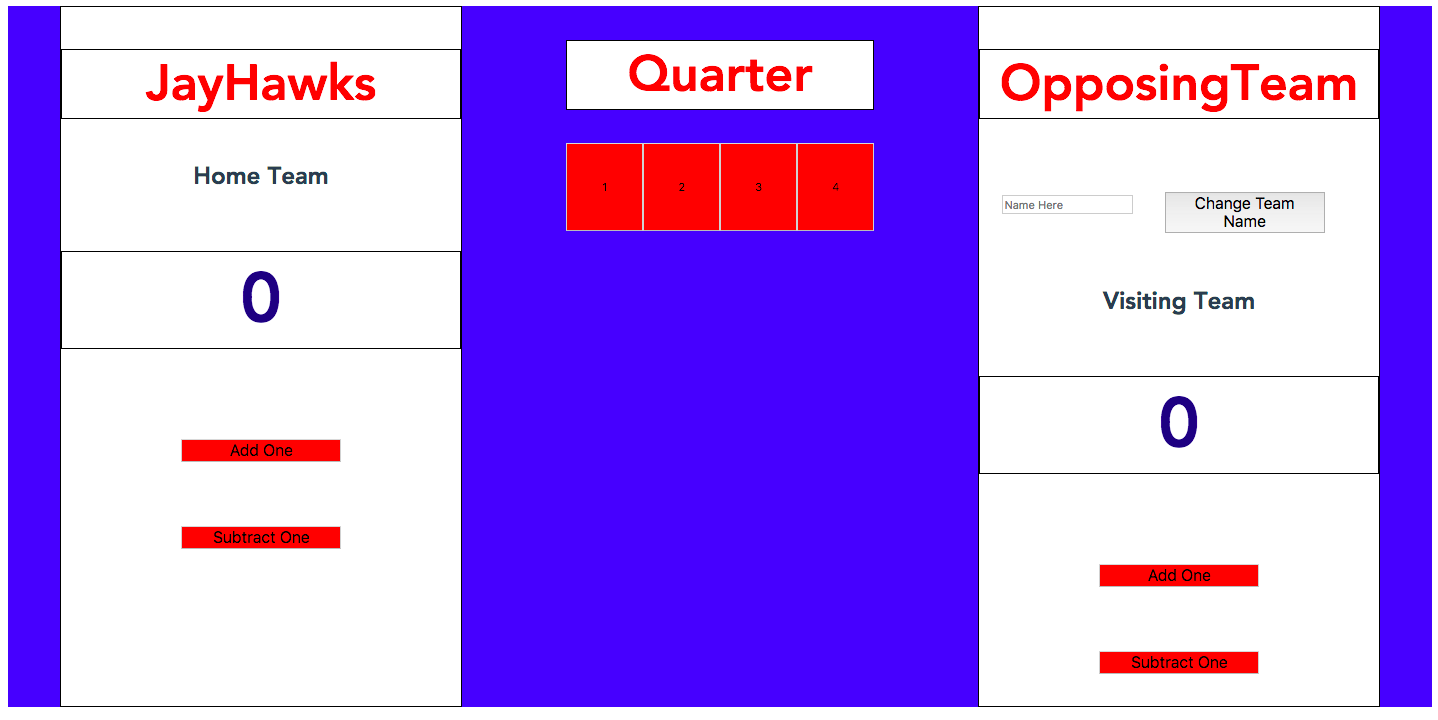 JayHawks
Home Team
0
Add One
Subtract One
Quarter
1 2 3 4
OpposingTeam
Name Here
Change Team
Name
Visiting Team
0
Add One
Subtract One